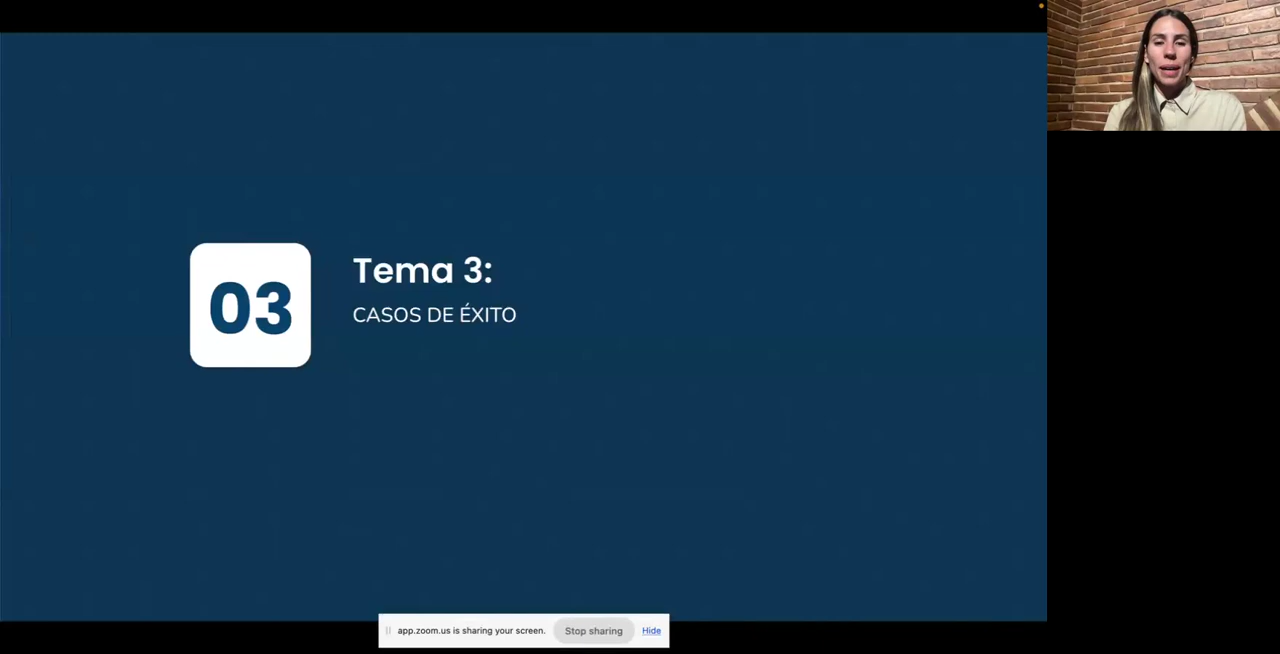 03
Tema 3:
CASOS DE ÉXITO
app.zoom.us is sharing your screen.
Stop sharing
Hide